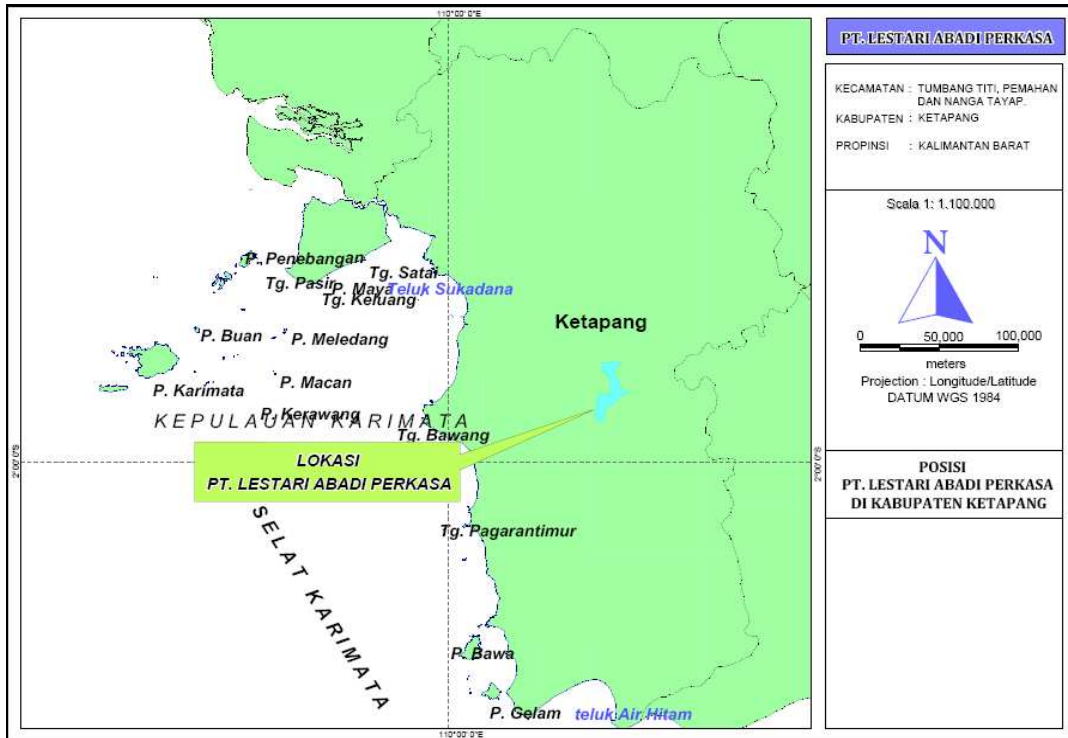 110°00' 0"E
P. Penebangan
Tg. Satai
Tg. Pasir
P. Maya
Teluk Sukadana
Tg. Keluang
Ketapang
P. Buan
P. Meledang
P. Macan
P. Karimata
P. Kerawang
KEPULAUAN KARIMATA
Tg. Bawang
LOKASI
PT. LESTARI ABADI PERKASA
2°00' 0"S
2°00' 0"S
Tg. Pagarantimur
SELAT KARIMATA
P. Bawa
P. Gelam
teluk Air Hitam
110°00' 0"E
PT. LESTARI ABADI PERKASA
KECAMATAN : TUMBANG TITI, PEMAHAN
DAN NANGA TAYAP.
KABUPATEN : KETAPANG
PROPINSI : KALIMANTAN BARAT
Scala 1: 1.100.000
N
0 50,000 100,000
meters
Projection : Longitude/Latitude
DATUM WGS 1984
POSISI
PT. LESTARI ABADI PERKASA
DI KABUPATEN KETAPANG